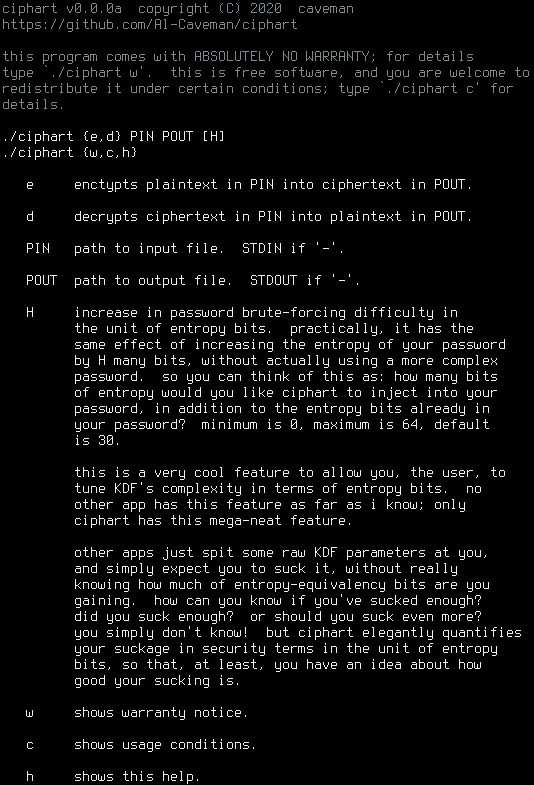 ciphart v0.0.0a  copyright (C) 2020  caveman
https://github.com/Al-Caveman/ciphart
this program comes with ABSOLUTELY NO WARRANTY; for details
type `./ciphart w'.  this is free software, and you are welcome to
redistribute it under certain conditions; type `./ciphart c' for
details.
./ciphart {e,d} PIN POUT [H]
./ciphart {w,c,h}
e     enctypts plaintext in PIN into ciphertext in POUT.
d     decrypts ciphertext in PIN into plaintext in POUT.
PIN   path to input file.  STDIN if '-'.
POUT  path to output file.  STDOUT if '-'.
H     increase in password brute-forcing difficulty in
the unit of entropy bits.  practically, it has the
same effect of increasing the entropy of your password
by H many bits, without actually using a more complex
password.  so you can think of this as: how many bits
of entropy would you like ciphart to inject into your
password, in addition to the entropy bits already in
your password?  minimum is 0, maximum is 64, default
is 30.
this is a very cool feature to allow you, the user, to
tune KDF's complexity in terms of entropy bits.  no
other app has this feature as far as i know; only
ciphart has this mega-neat feature.
other apps just spit some raw KDF parameters at you,
and simply expect you to suck it, without really
knowing how much of entropy-equivalency bits are you
gaining.  how can you know if you've sucked enough?
did you suck enough?  or should you suck even more?
you simply don't know!  but ciphart elegantly quantifies
your suckage in security terms in the unit of entropy
bits, so that, at least, you have an idea about how
good your sucking is.
w     shows warranty notice.
c     shows usage conditions.
h     shows this help.